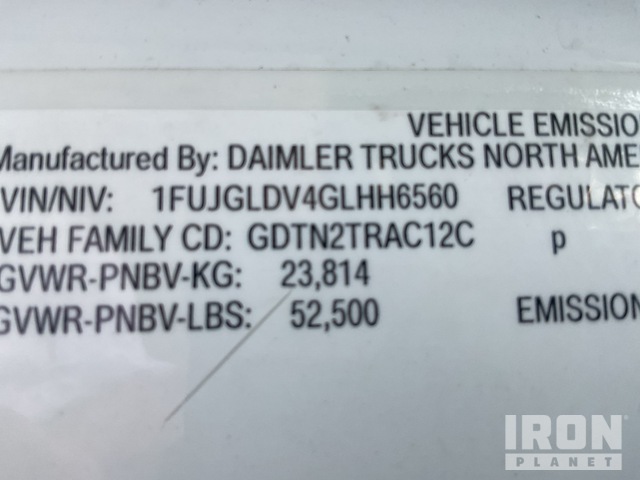 VEHICLE EMISSION
Manufactured By: DAIMLER TRUCKS NORTH AME
VIN/NIV: 1FUJGLDV4GLHH6560 REGULATO
VEH FAMILY CD: GDTN2TRAC12C p
GVWR-PNBV-KG: 23,814
GVWR-PNBV-LBS: 52,500 EMISSION
IRON
PLANET